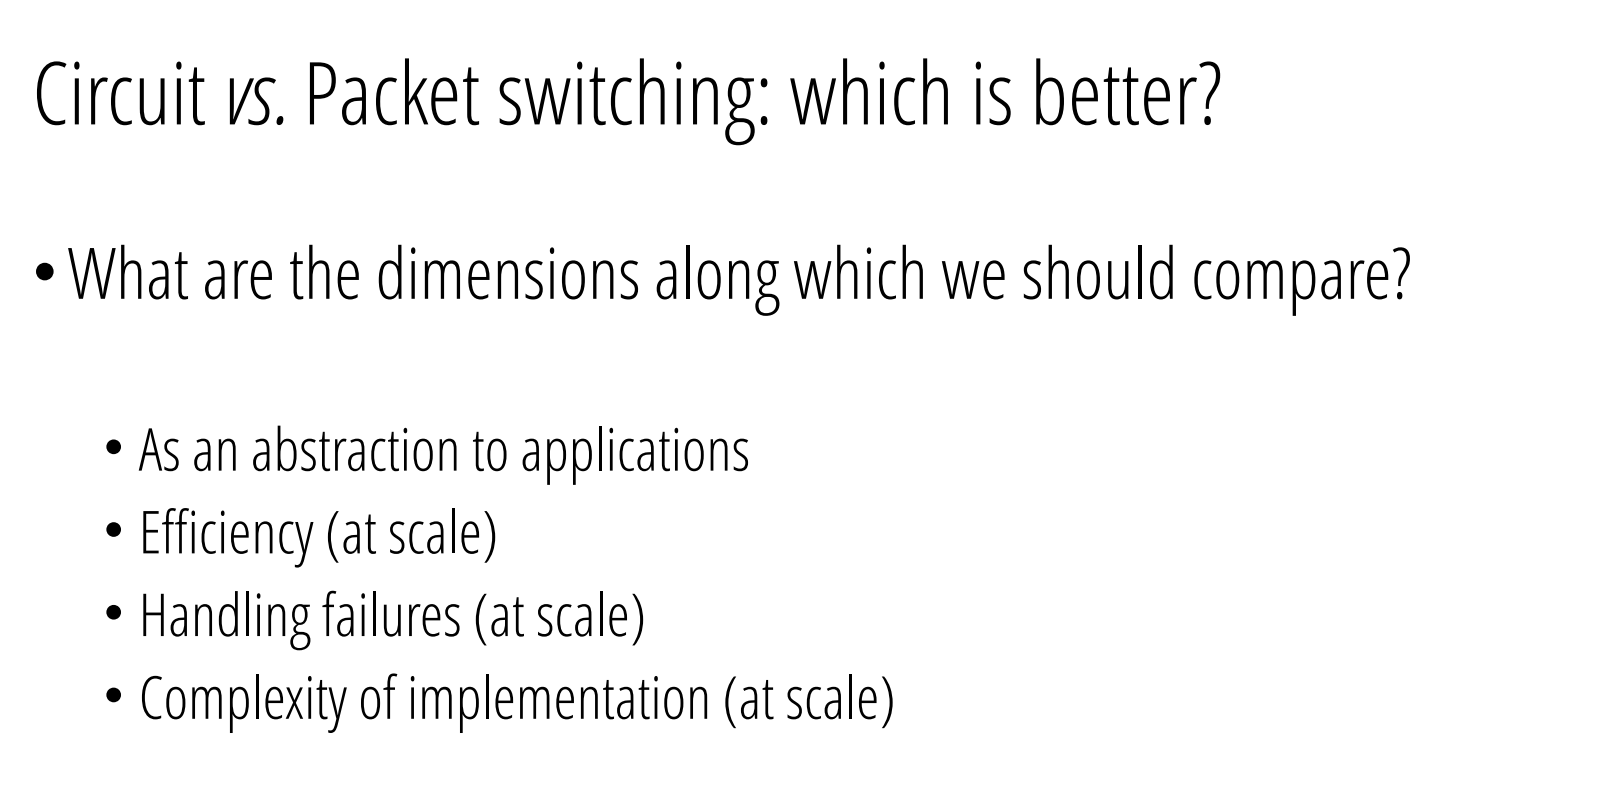 Circuit vs. Packet switching: which is better?
• What are the dimensions along which we should compare?
• As an abstraction to applications
• Efficiency (at scale)
• Handling failures (at scale)
• Complexity of implementation (at scale)